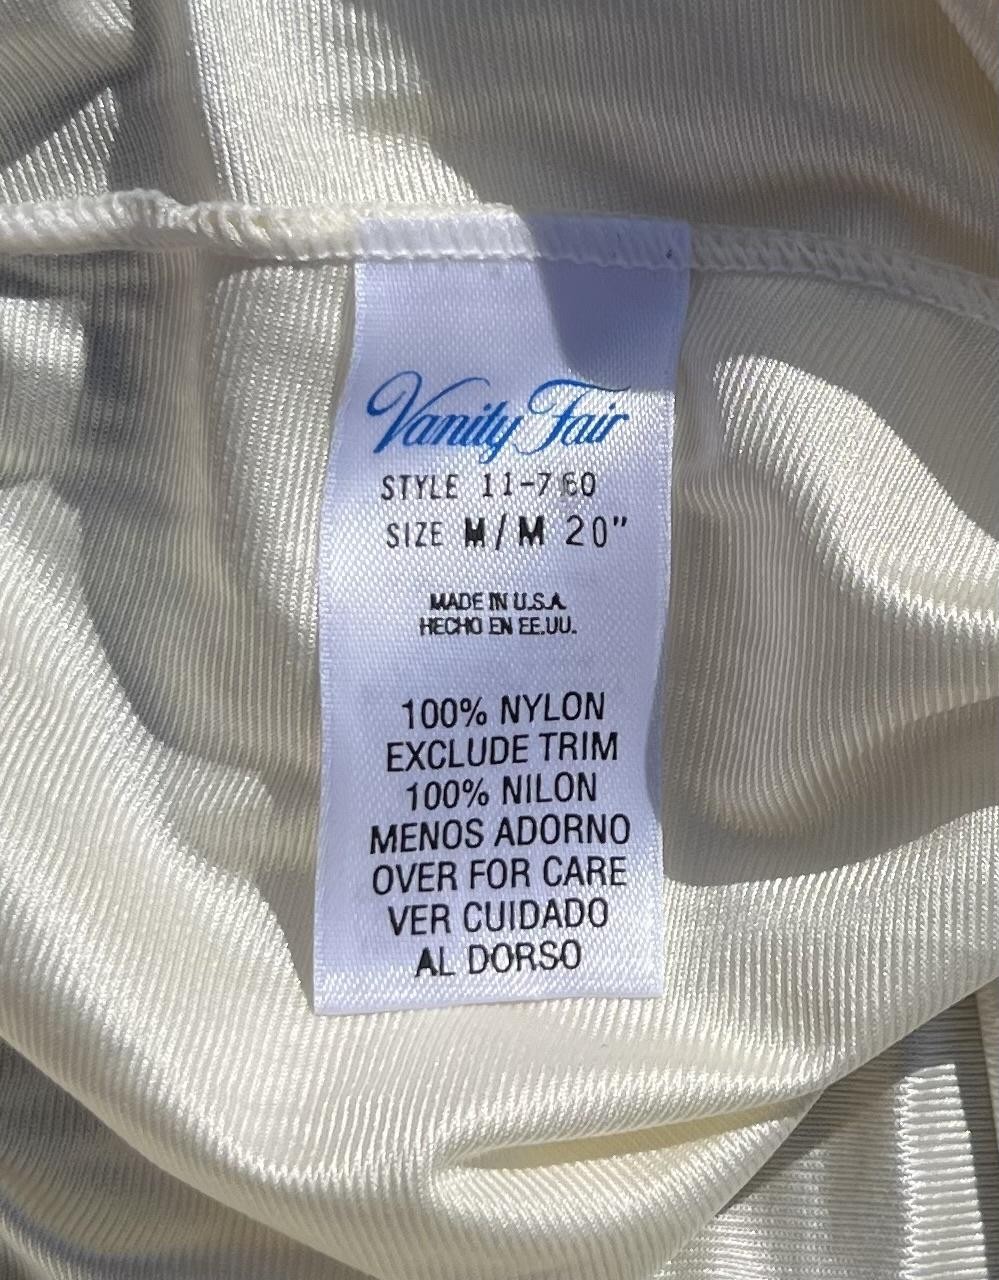 Vanity Fair
STYLE 11-760
SIZE M/M 20"
MADE IN U.S.A.
HECHO EN EE.UU.
100% NYLON
EXCLUDE TRIM
100% NILON
MENOS ADORNO
OVER FOR CARE
VER CUIDADO
AL DORSO